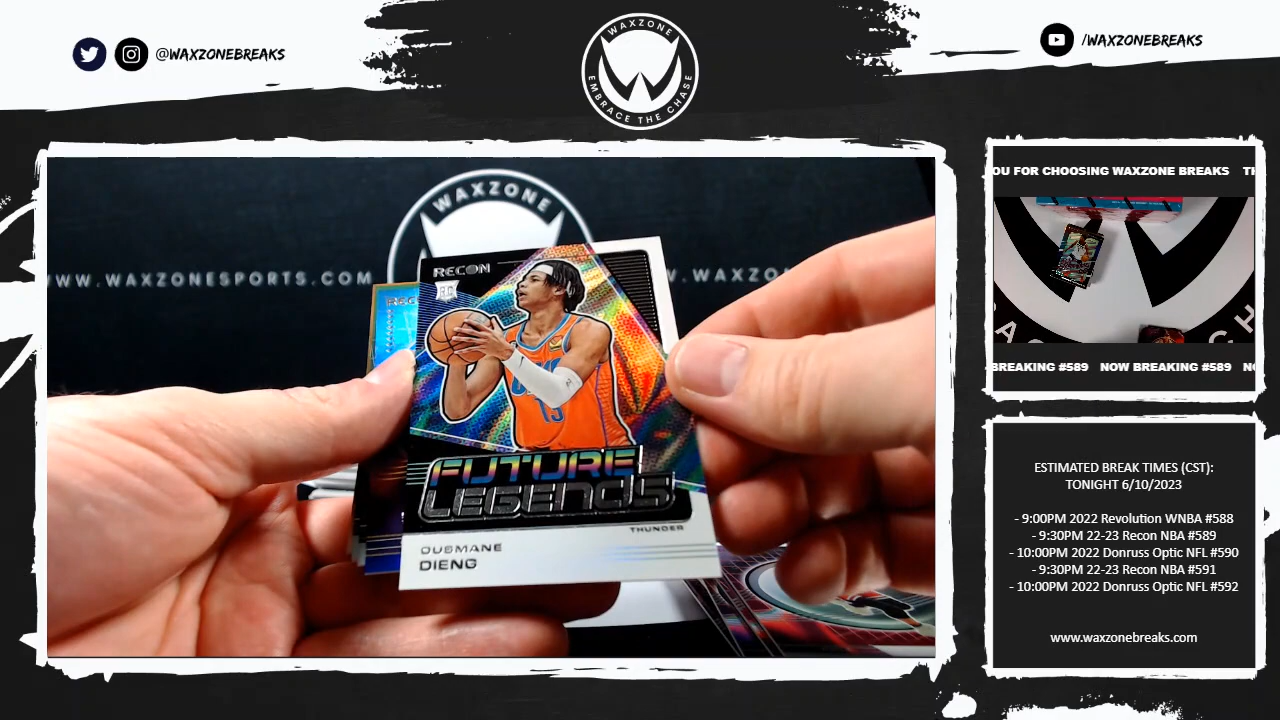 @WAXZONEBREAKS
WAXZONE
EMBRACE THE CHASE
/WAXZONEBREAKS
WAXZONE
WWW.WAXZONESPORTS.COM
WWW.WAXZO
RECON
RC
FUTURE
LEGENDS
THUNDER
OUSMANE
DIENG
OU FOR CHOOSING WAXZONE BREAKS TH
BREAKING #589 NOW BREAKING #589 NO
ESTIMATED BREAK TIMES (CST):
TONIGHT 6/10/2023
- 9:00PM 2022 Revolution WNBA #588
- 9:30PM 22-23 Recon NBA #589
- 10:00PM 2022 Donruss Optic NFL #590
- 9:30PM 22-23 Recon NBA #591
- 10:00PM 2022 Donruss Optic NFL #592
www.waxzonebreaks.com